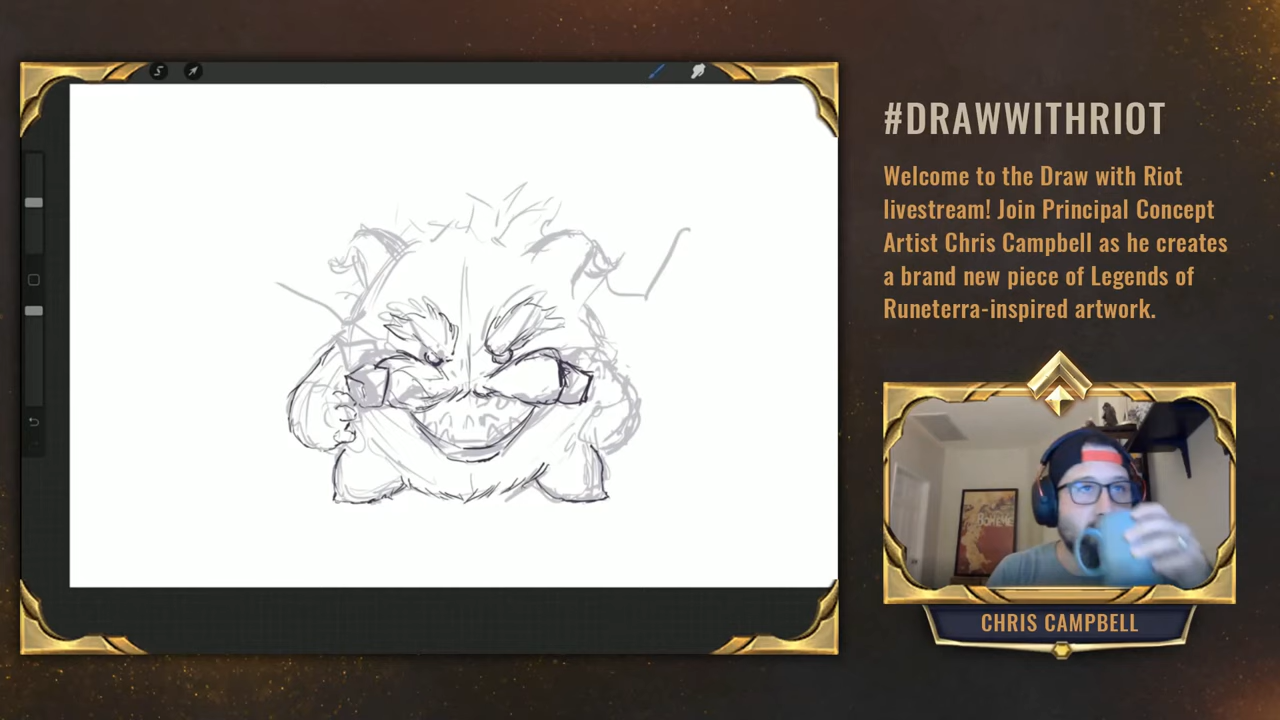 #DRAWWITHRIOT
Welcome to the Draw with Riot
livestream! Join Principal Concept
Artist Chris Campbell as he creates
a brand new piece of Legends of
Runeterra-inspired artwork.
CHRIS CAMPBELL